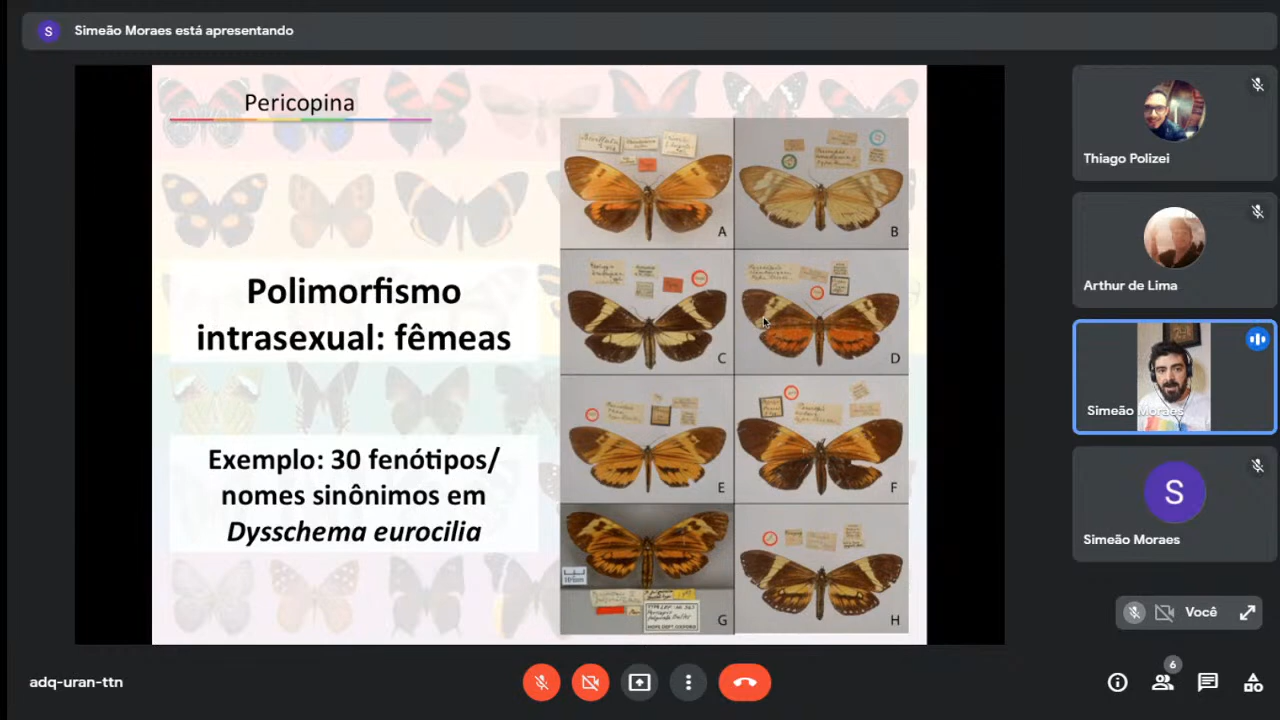 S
Simeão Moraes está apresentando
Pericopina
Polimorfismo
intrasexual: fêmeas
Exemplo: 30 fenótipos/
nomes sinônimos em
Dysschema eurocilia
A
B
C
D
E
F
G
H
Thiago Polizei
Arthur de Lima
Simeão Moraes
S
Simeão Moraes
Você
6
adq-uran-ttn